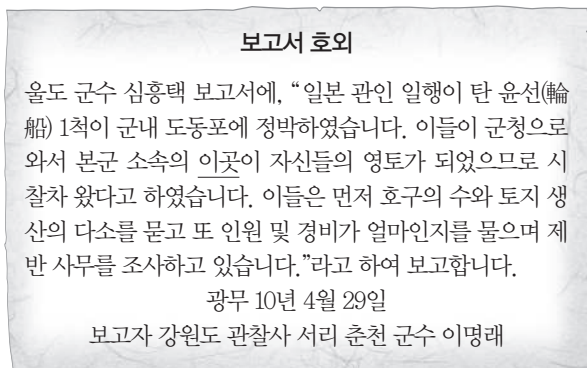 보고서 호외
울도 군수 심흥택 보고서에, “일본 관인 일행이 탄 윤선(輪
船) 1척이 군내 도동포에 정박하였습니다. 이들이 군청으로
와서 본군 소속의 이곳이 자신들의 영토가 되었으므로 시
찰차 왔다고 하였습니다. 이들은 먼저 호구의 수와 토지 생
산의 다소를 묻고 또 인원 및 경비가 얼마인지를 물으며 제
반 사무를 조사하고 있습니다.”라고 하여 보고합니다.
광무 10년 4월 29일
보고자 강원도 관찰사 서리 춘천 군수 이명래